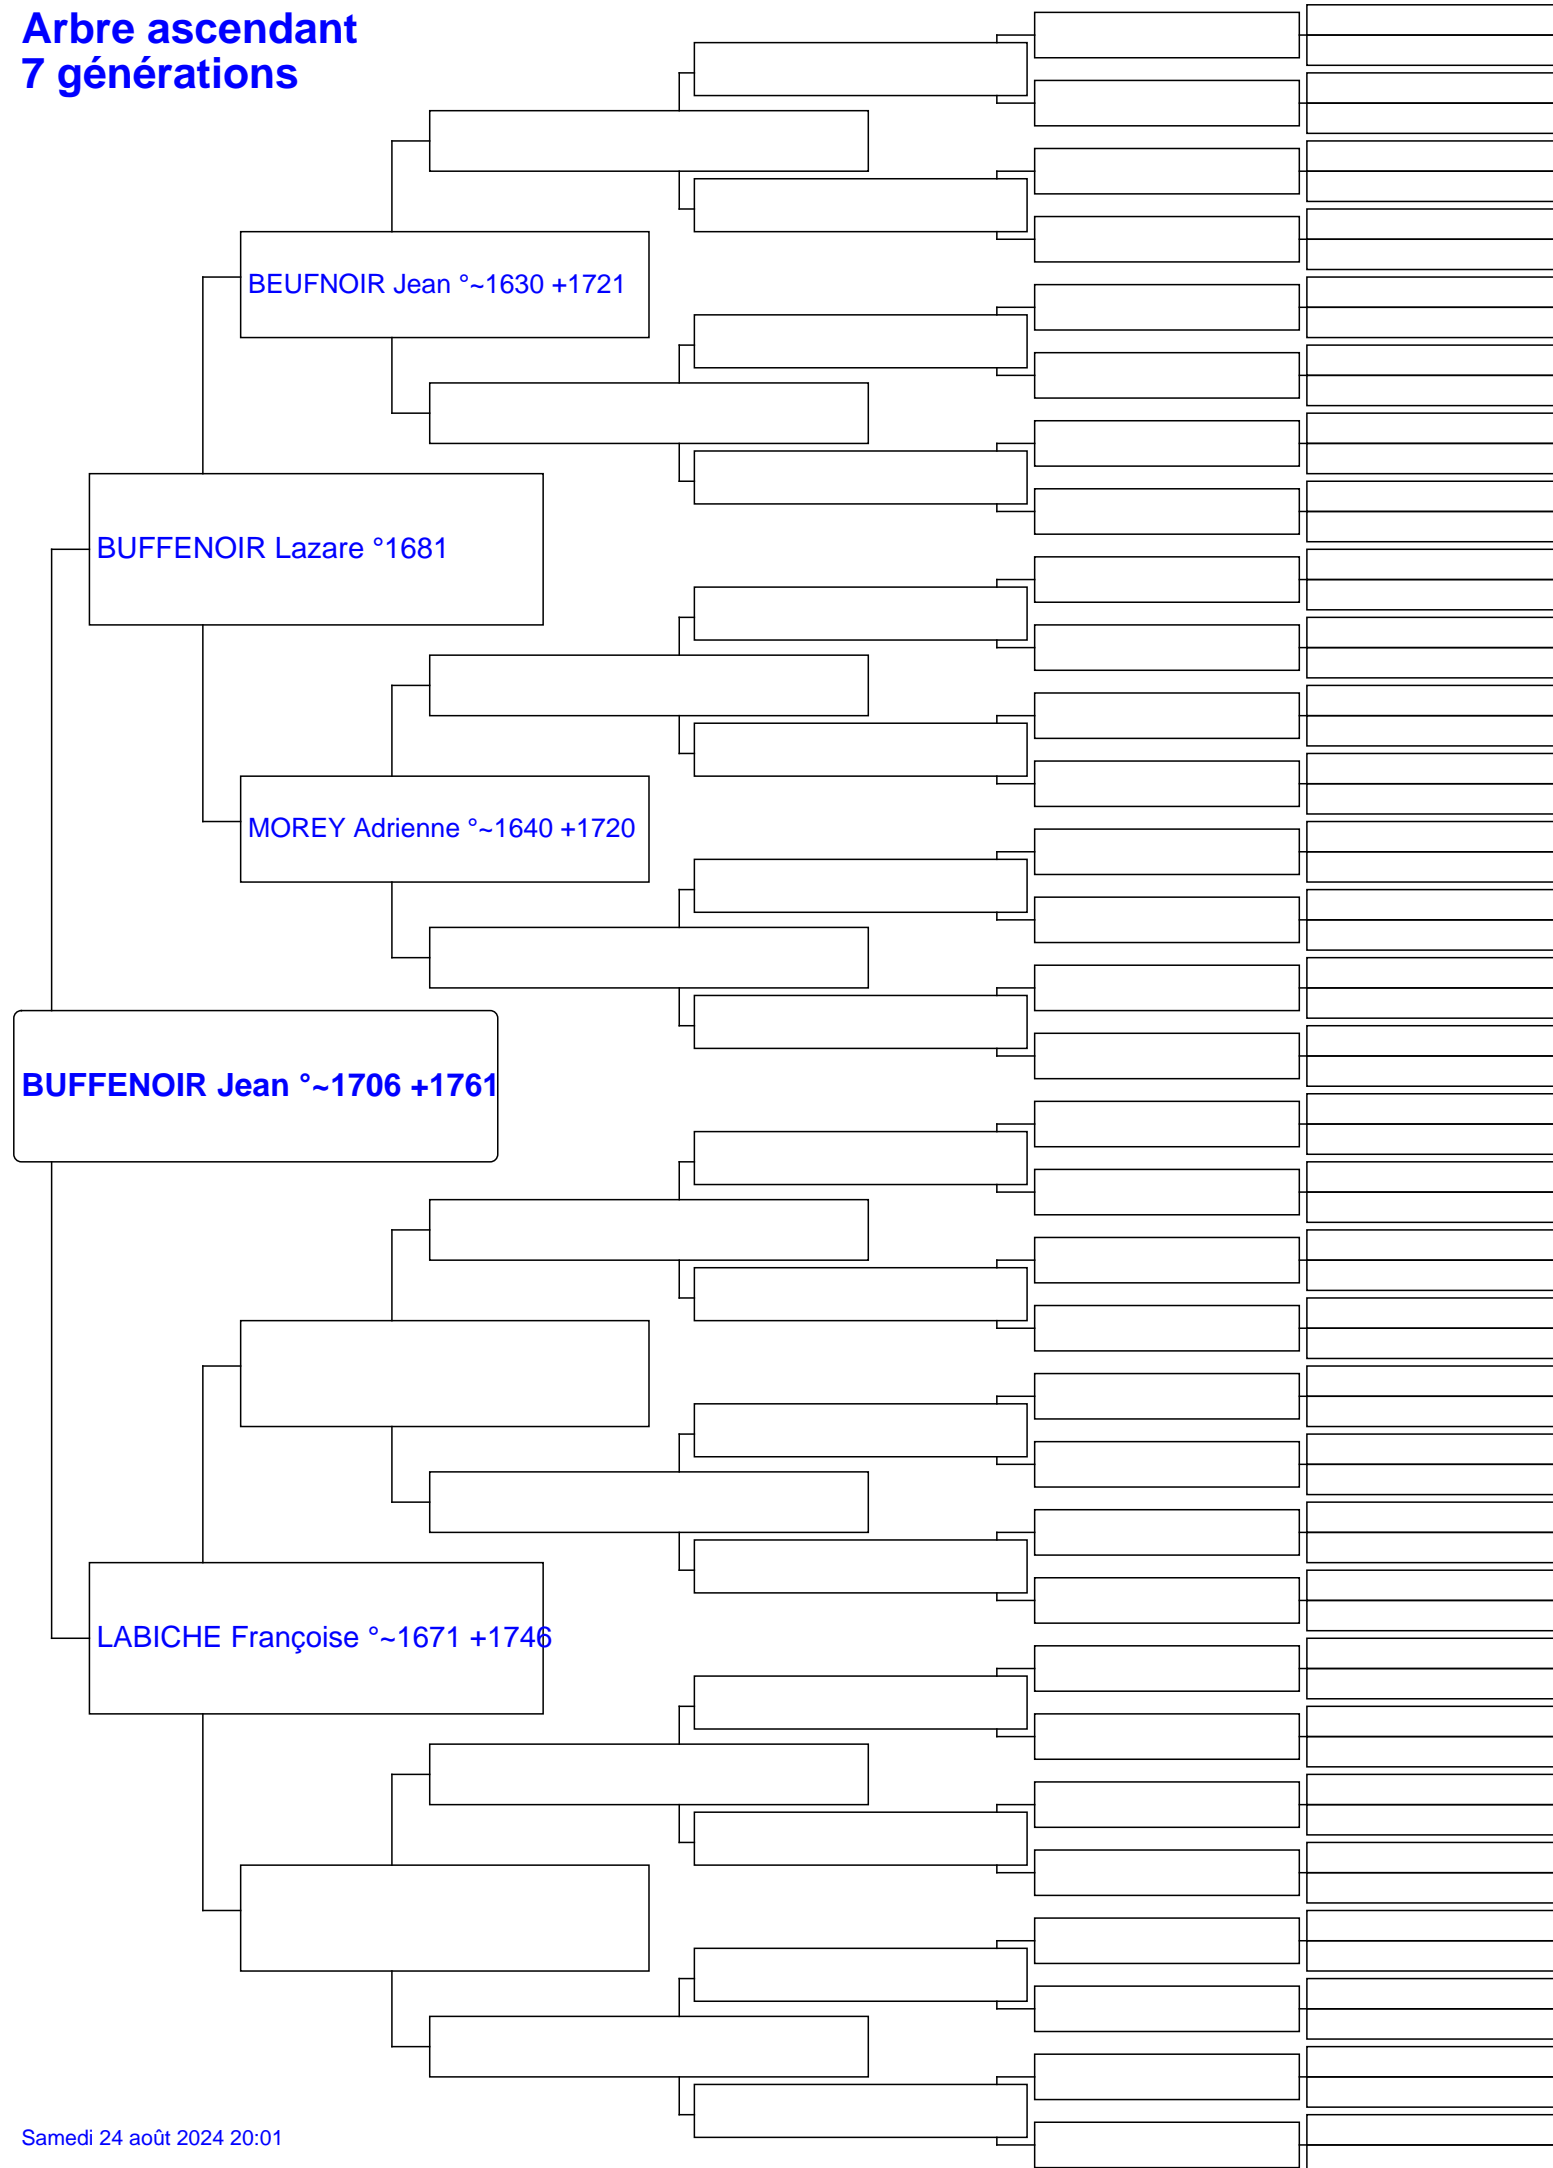 Arbre ascendant
7 générations
BEUFNOIR Jean °~1630 +1721
BUFFENOIR Lazare °1681
MOREY Adrienne °~1640 +1720
BUFFENOIR Jean °~1706 +1761
LABICHE Françoise °~1671 +1746
Samedi 24 août 2024 20:01